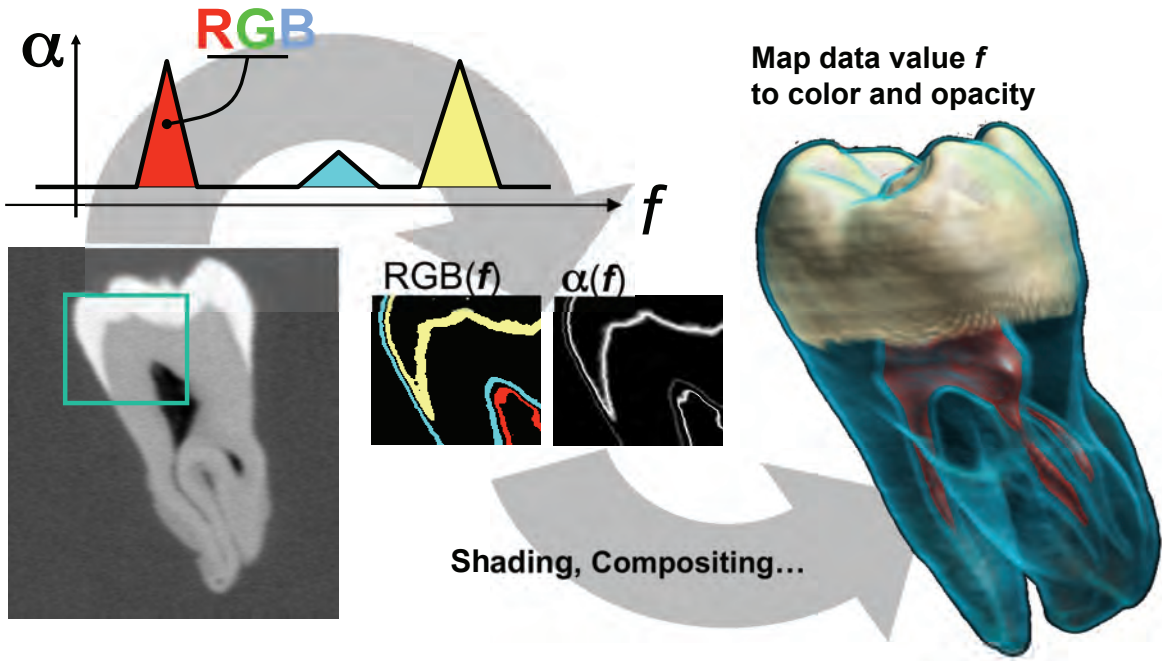 α
RGB
f
Map data value f
to color and opacity
RGB(f)
α(f)
Shading, Compositing…